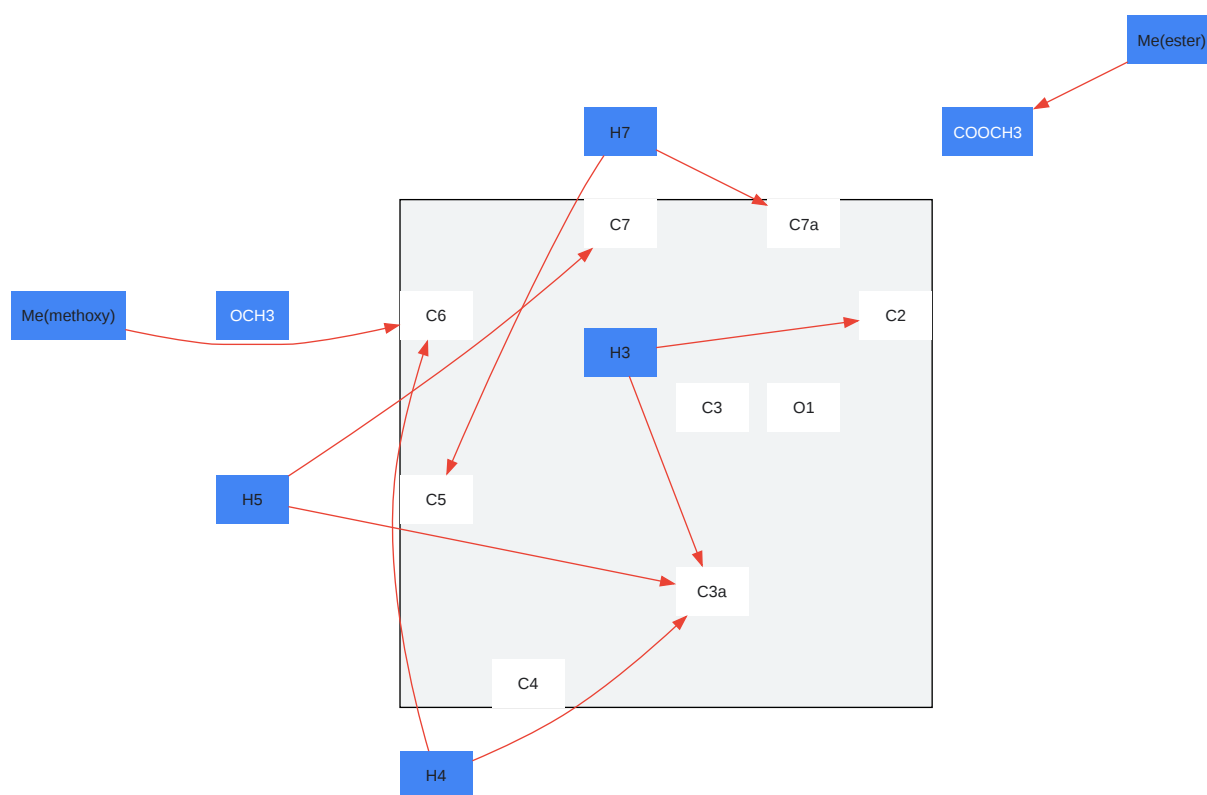 Me(ester)
H7
COOCH3
C7
C7a
Me(methoxy)
OCH3
C6
C2
H3
C3
O1
H5
C5
C3a
C4
H4